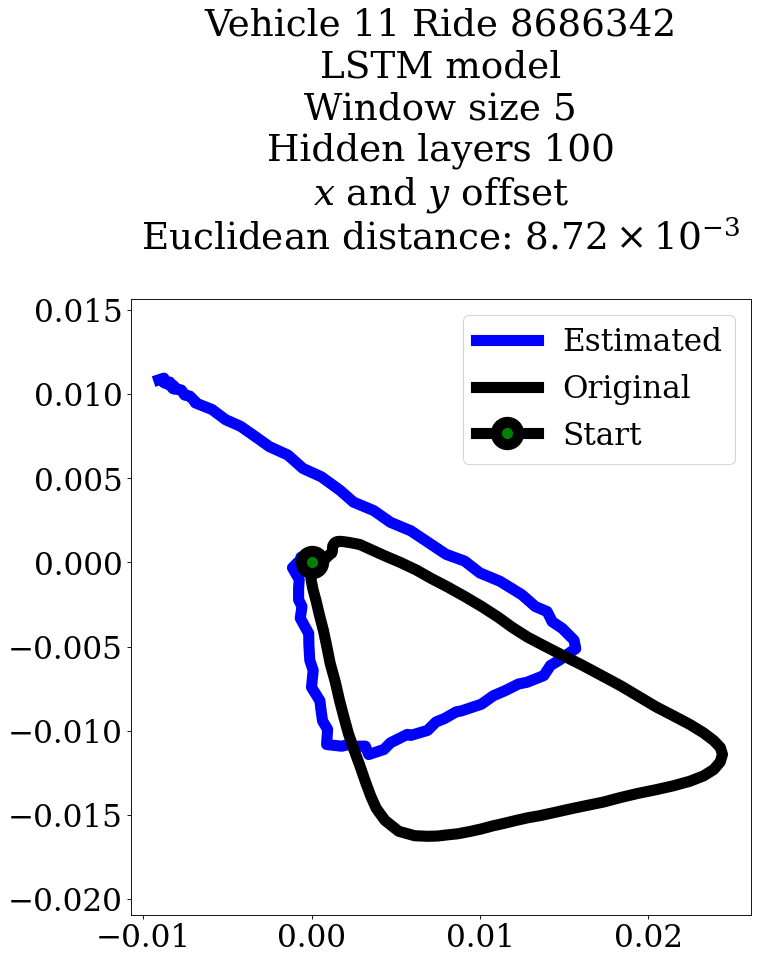 Vehicle 11 Ride 8686342
LSTM model
Window size 5
Hidden layers 100
x and y offset
Euclidean distance: 8.72 × 10⁻³
Estimated
Original
Start
0.015
0.010
0.005
0.000
−0.005
−0.010
−0.015
−0.020
−0.01 0.00 0.01 0.02